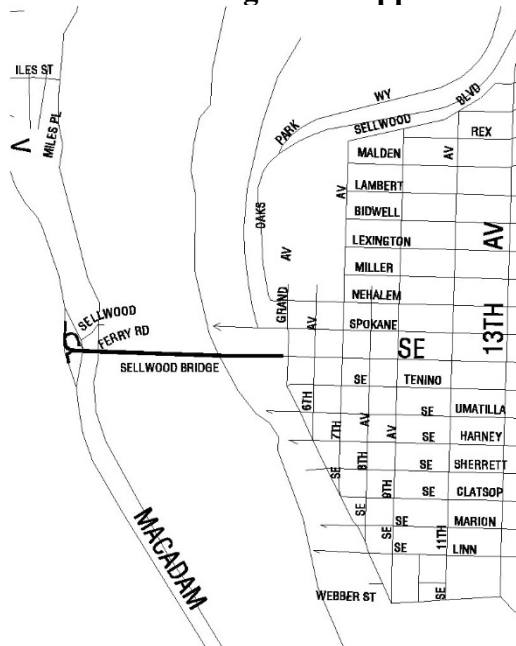 ILES ST
MILES PL
V
PARK
WY
BLVD
SELLWOOD
REX
MALDEN
AV
LAMBERT
AV
BIDWELL
OAKS
LEXINGTON
AV
AV
MILLER
NEHALEM
GRAND
SPOKANE
AV
13TH
SE
SELLWOOD
FERRY RD
SELLWOOD BRIDGE
SE
TENINO
6TH
SE
UMATILLA
7TH
AV
AV
SE
HARNEY
8TH
SE
SHERRETT
SE
9TH
SE
CLATSOP
SE
SE
MARION
SE
11TH
SE
LINN
MACADAM
WEBBER ST
SE